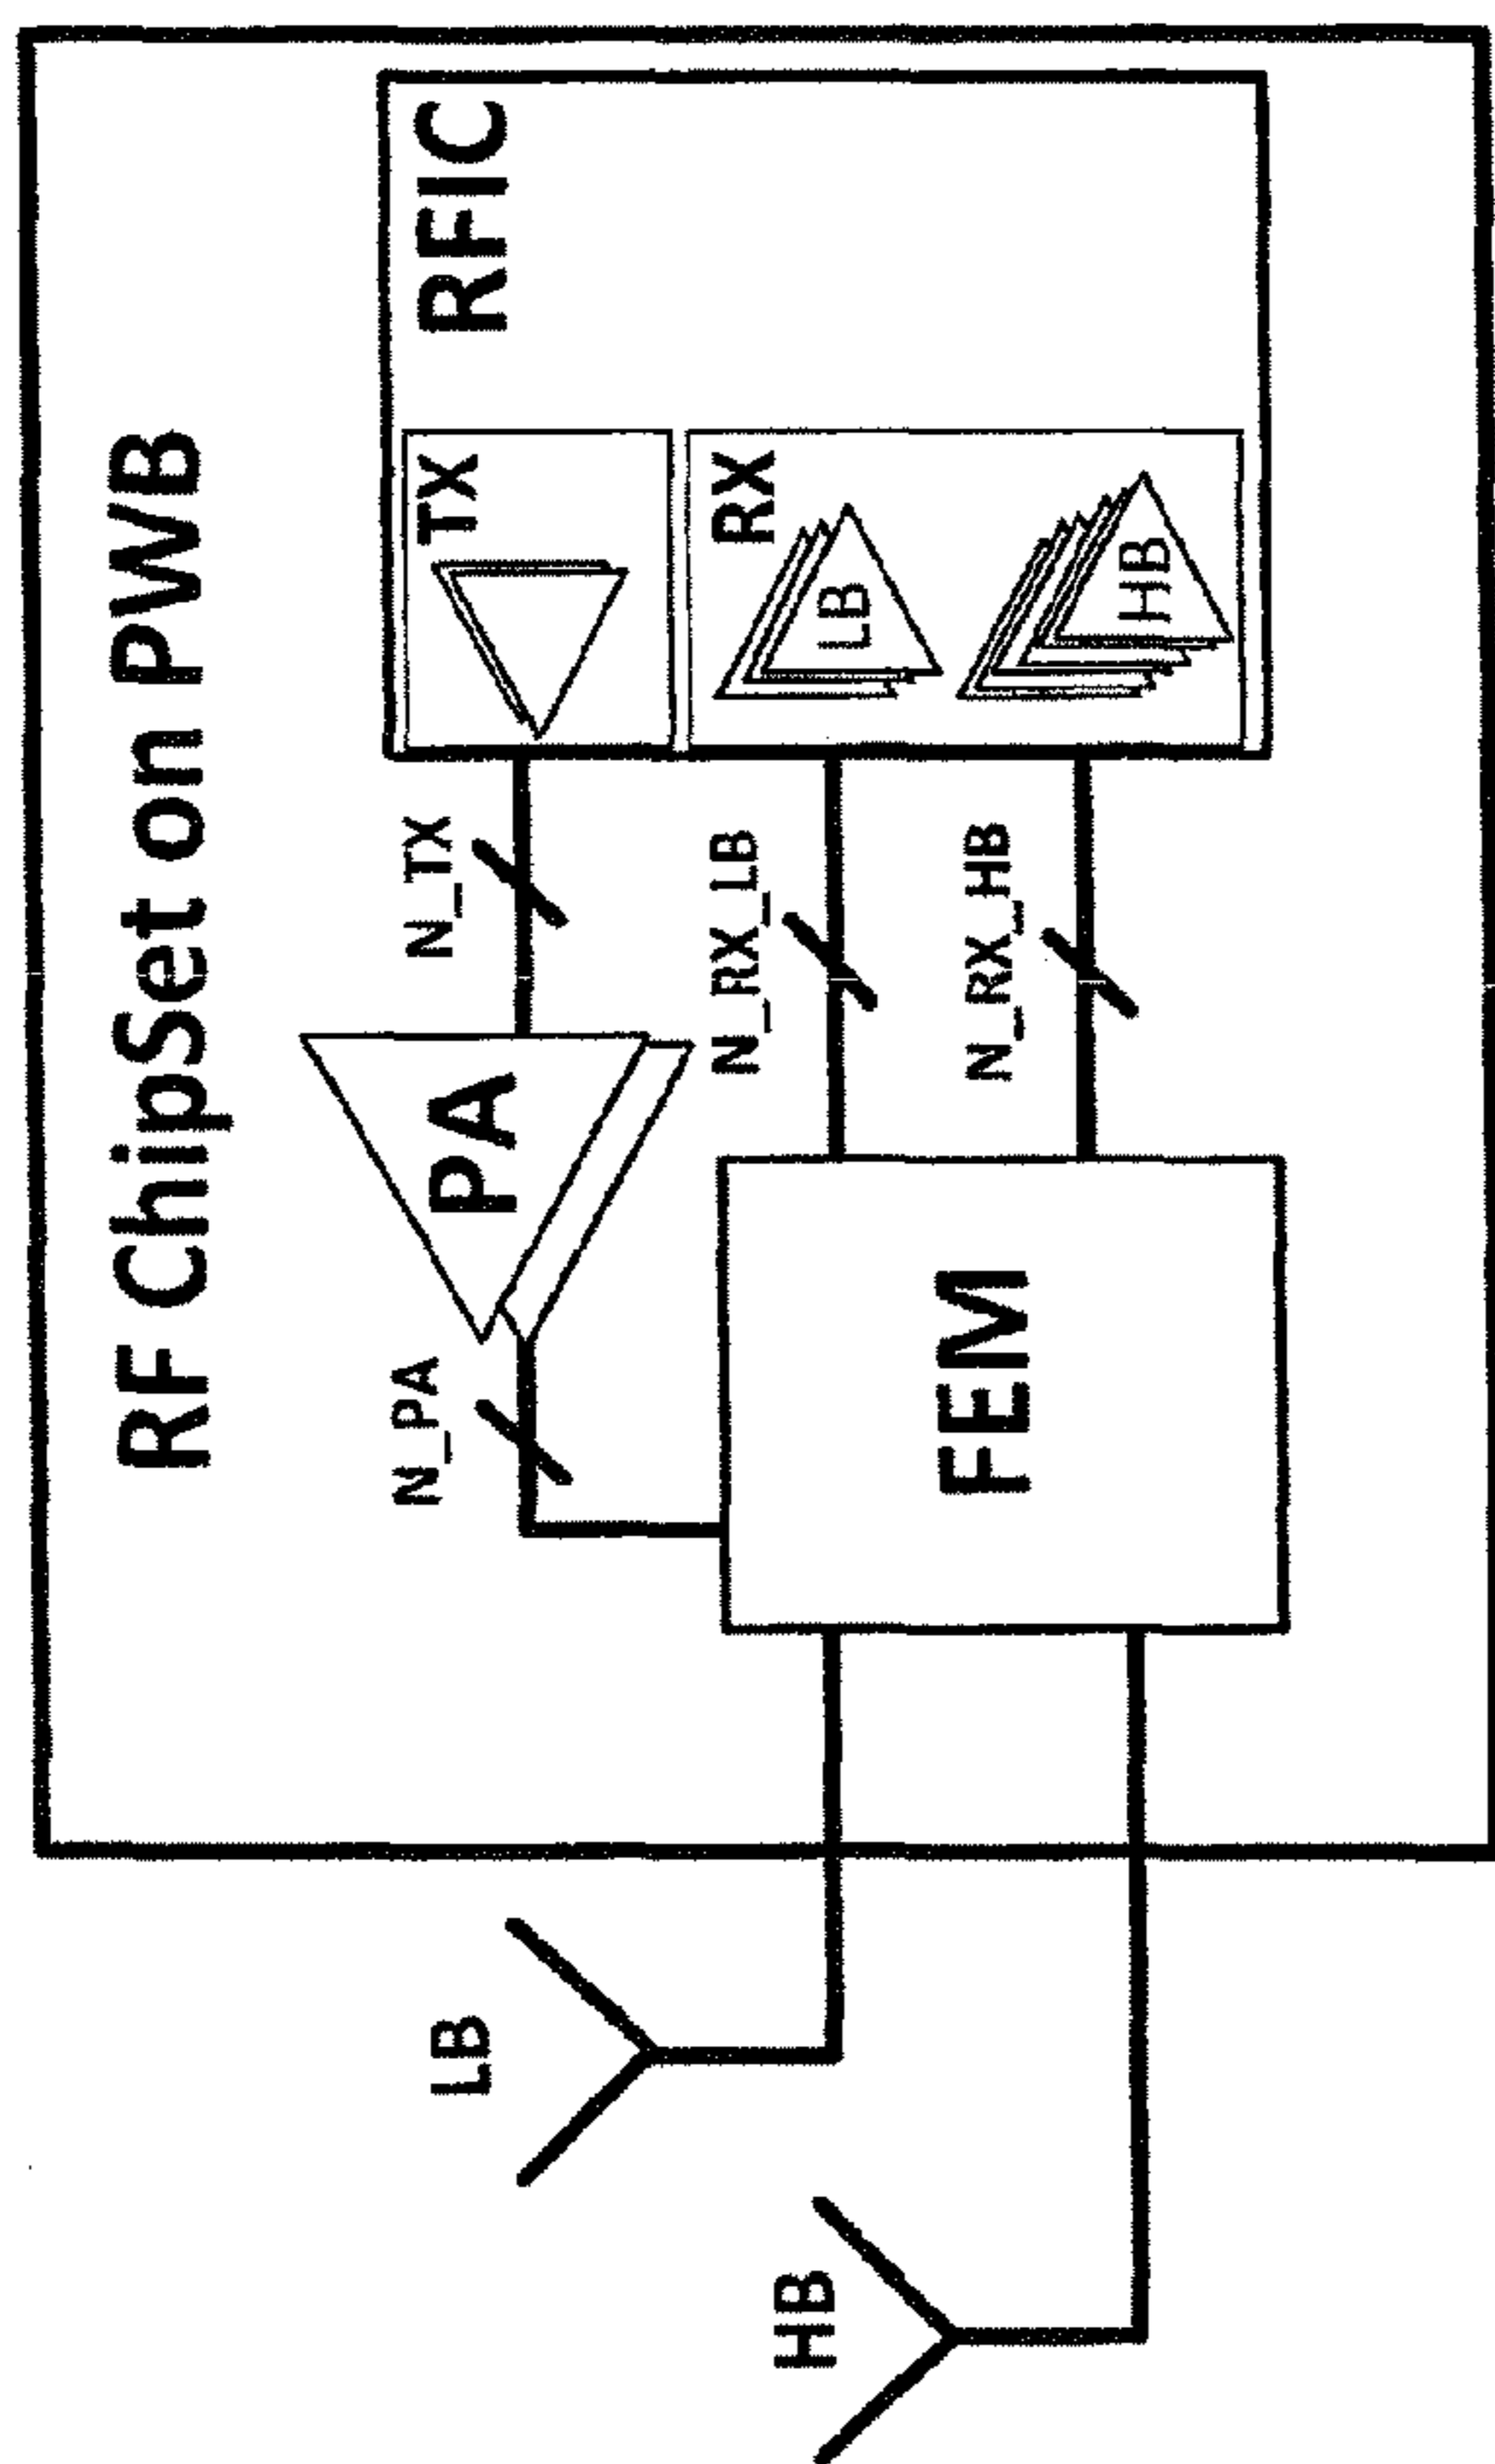 RF ChipSet on PWB
LB
HB
N_PA
PA
N_TX
TX
RFIC
FEM
N_RX_LB
N_RX_HB
RX
LB
HB